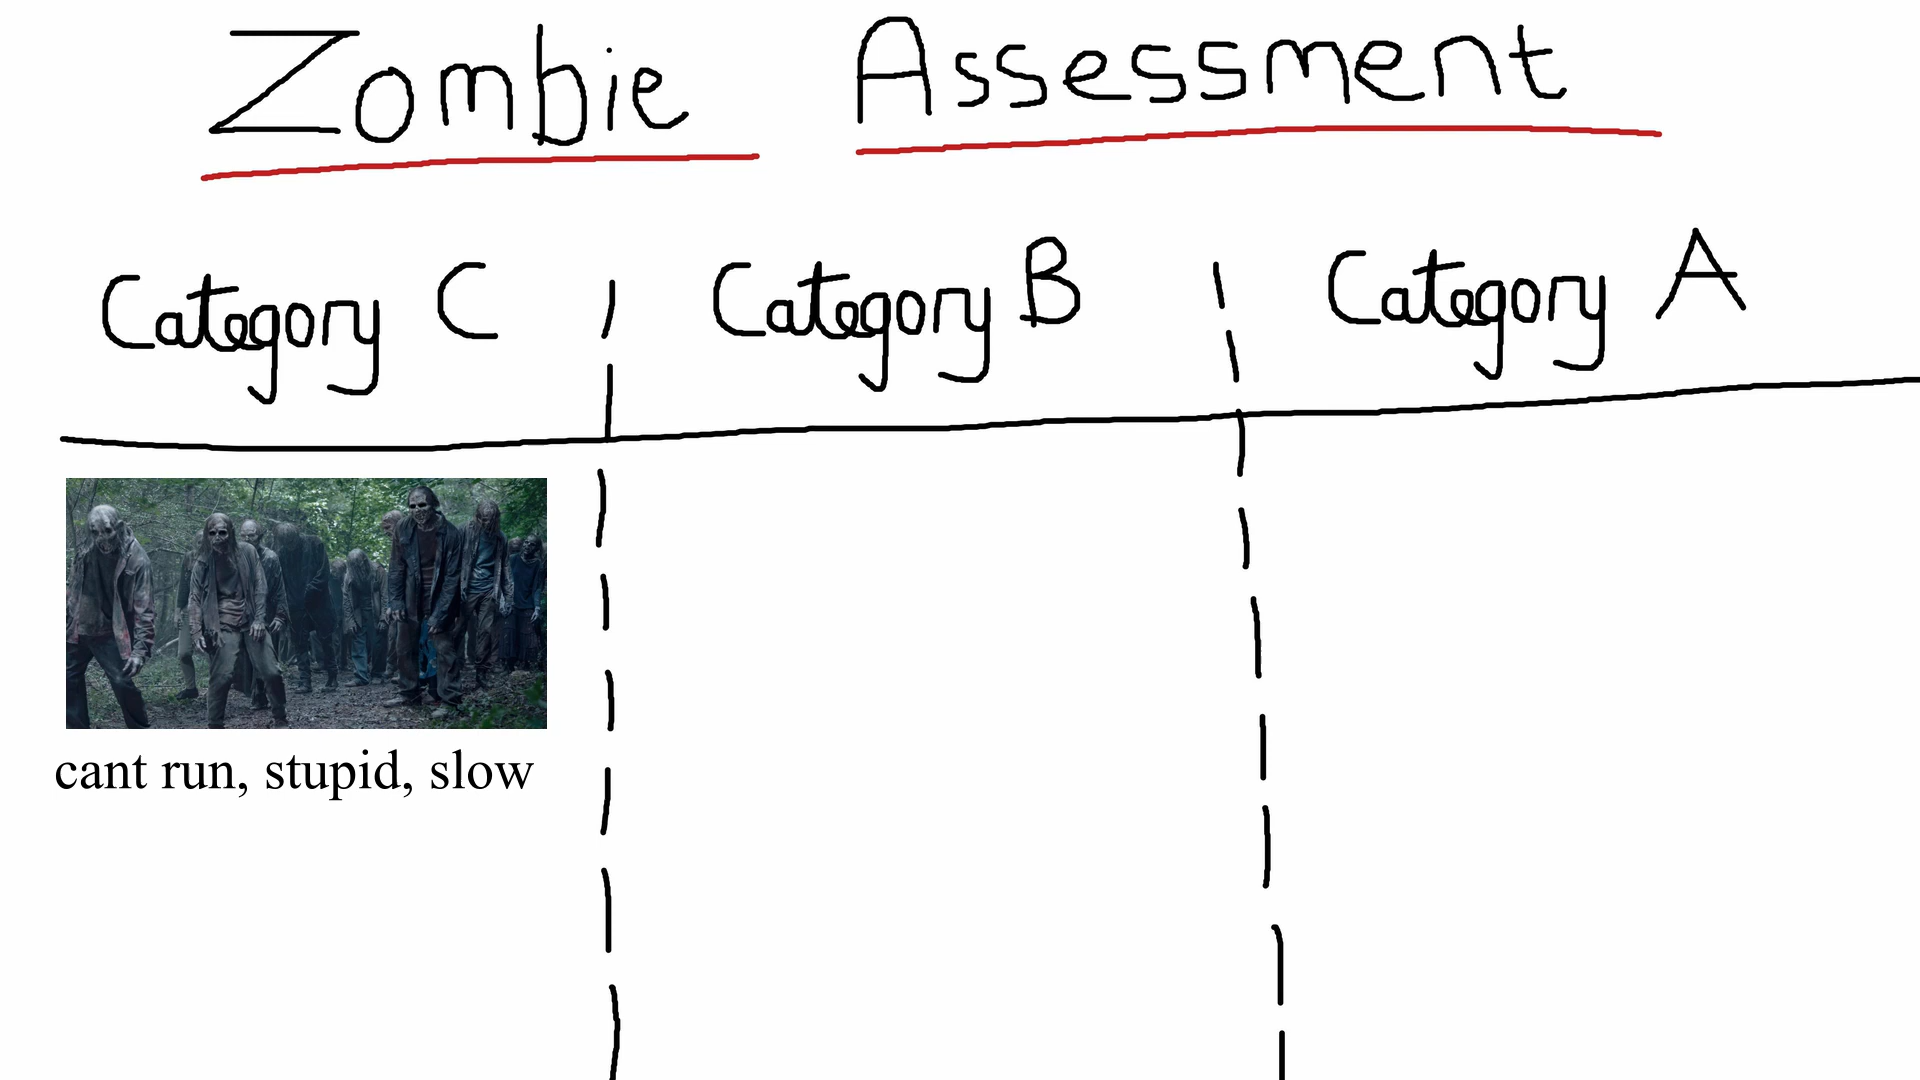 Zombie Assessment
Category C Category B Category A
cant run, stupid, slow